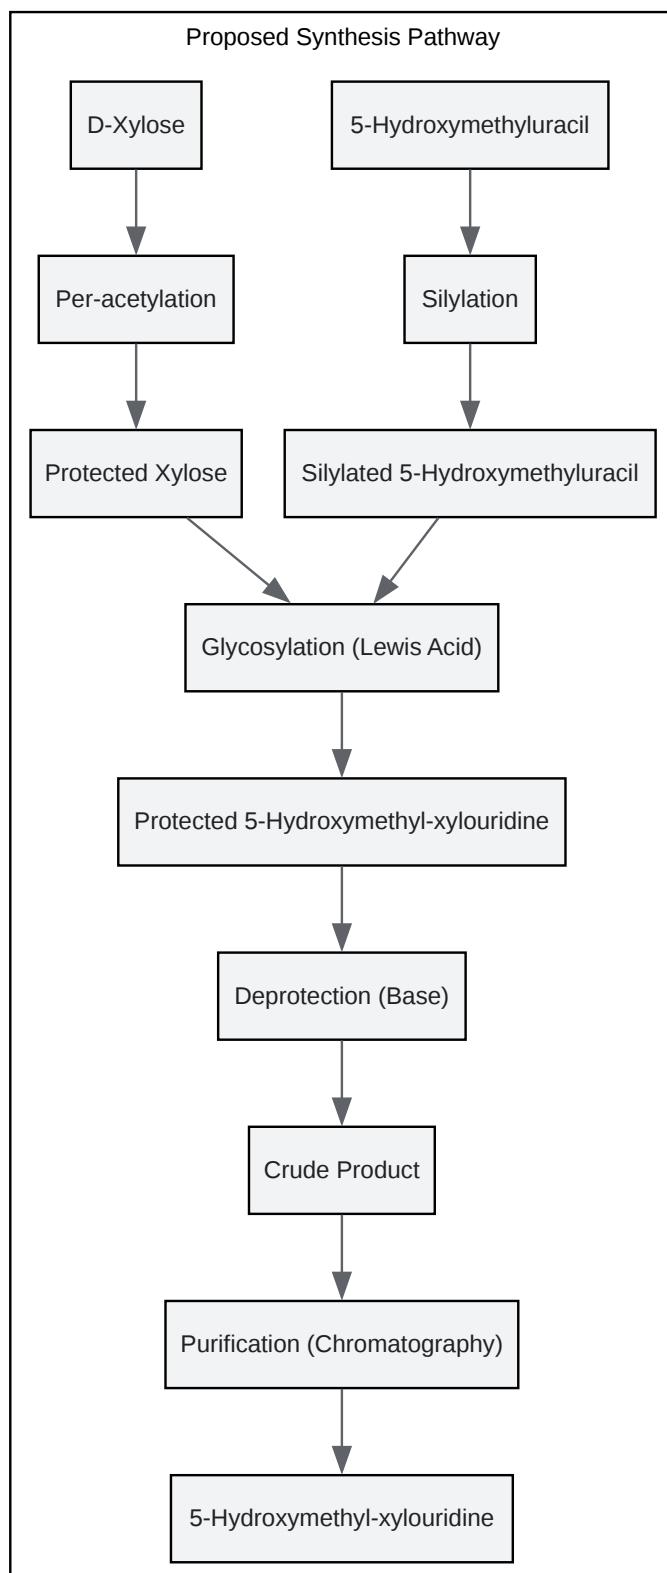 Proposed Synthesis Pathway
D-Xylose
5-Hydroxymethyluracil
Per-acetylation
Silylation
Protected Xylose
Silylated 5-Hydroxymethyluracil
Glycosylation (Lewis Acid)
Protected 5-Hydroxymethyl-xylouridine
Deprotection (Base)
Crude Product
Purification (Chromatography)
5-Hydroxymethyl-xylouridine